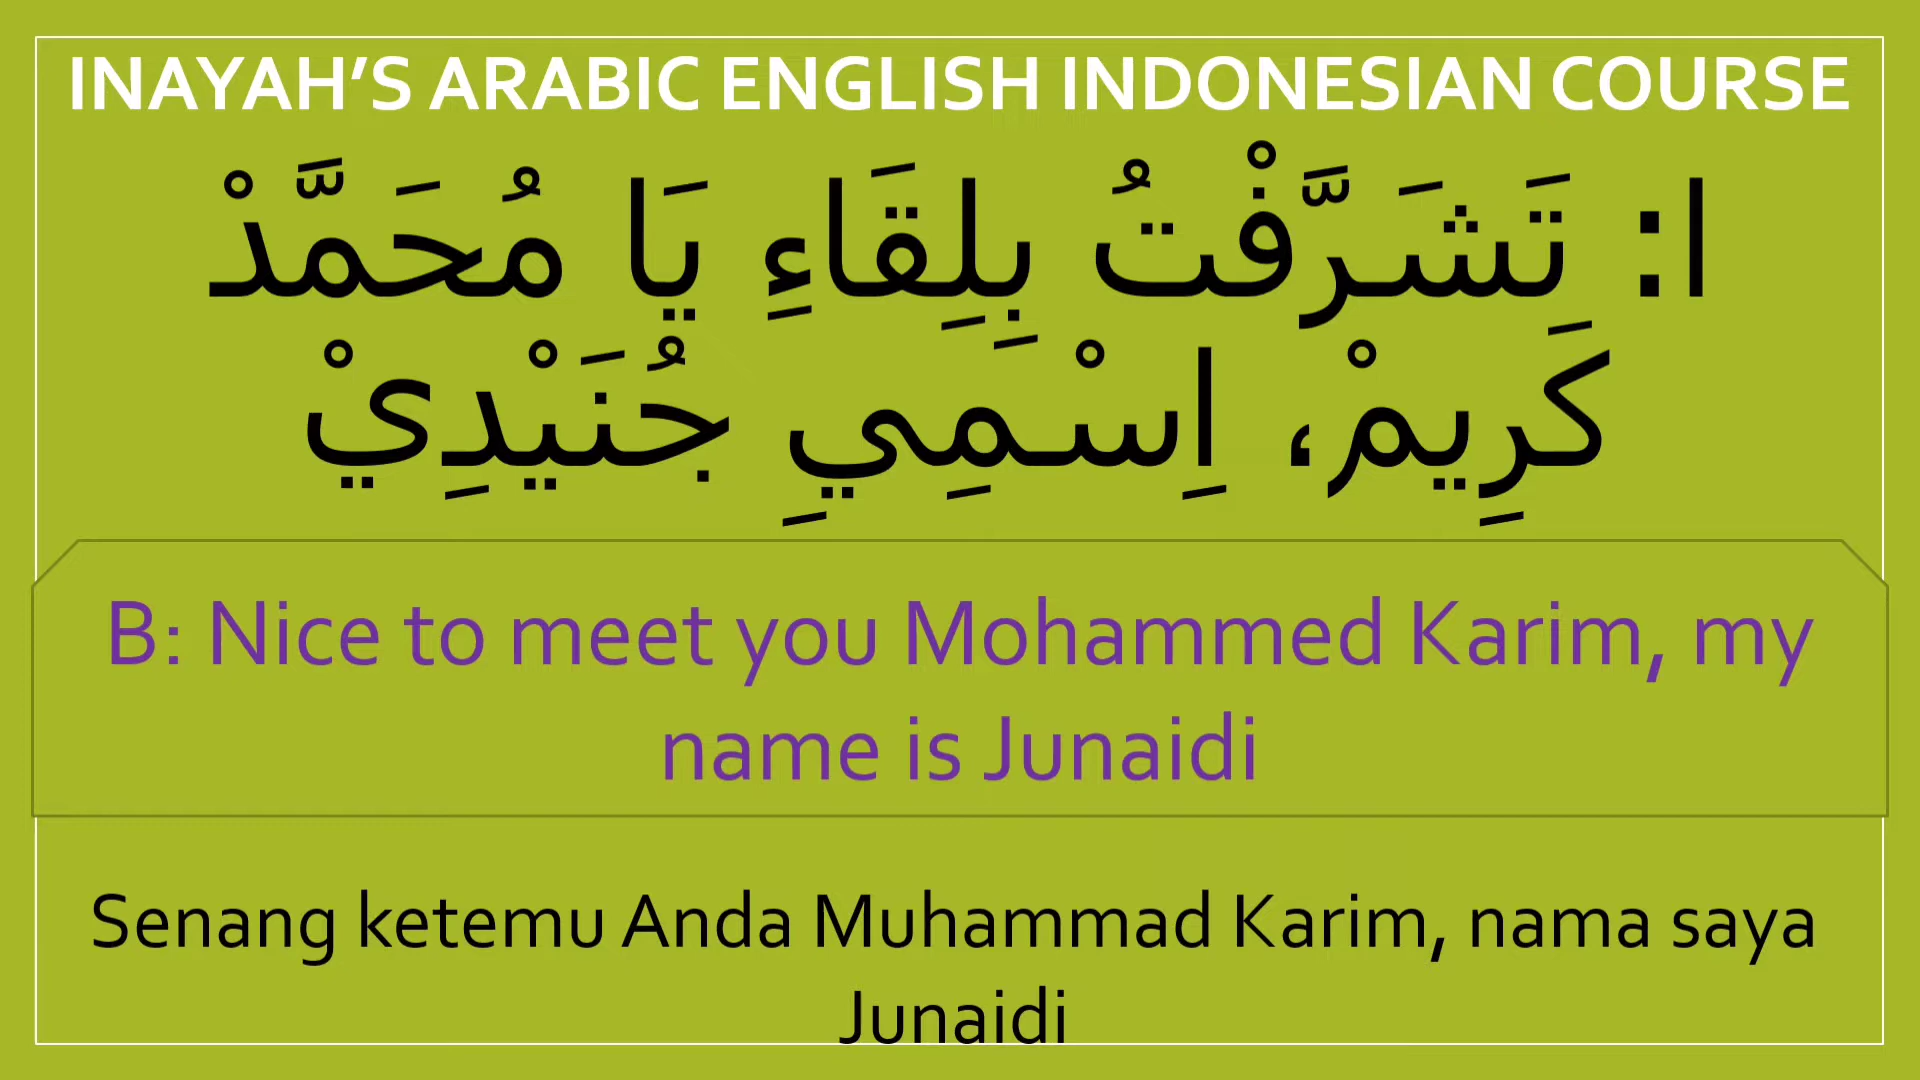 INAYAH’S ARABIC ENGLISH INDONESIAN COURSE
ا: تَشَرَّفْتُ بِلِقَاءِ يَا مُحَمَّدْ
كَرِيمْ، اِسْمِيِ جُنَيْدِيْ
B: Nice to meet you Mohammed Karim, my
name is Junaidi
Senang ketemu Anda Muhammad Karim, nama saya
Junaidi